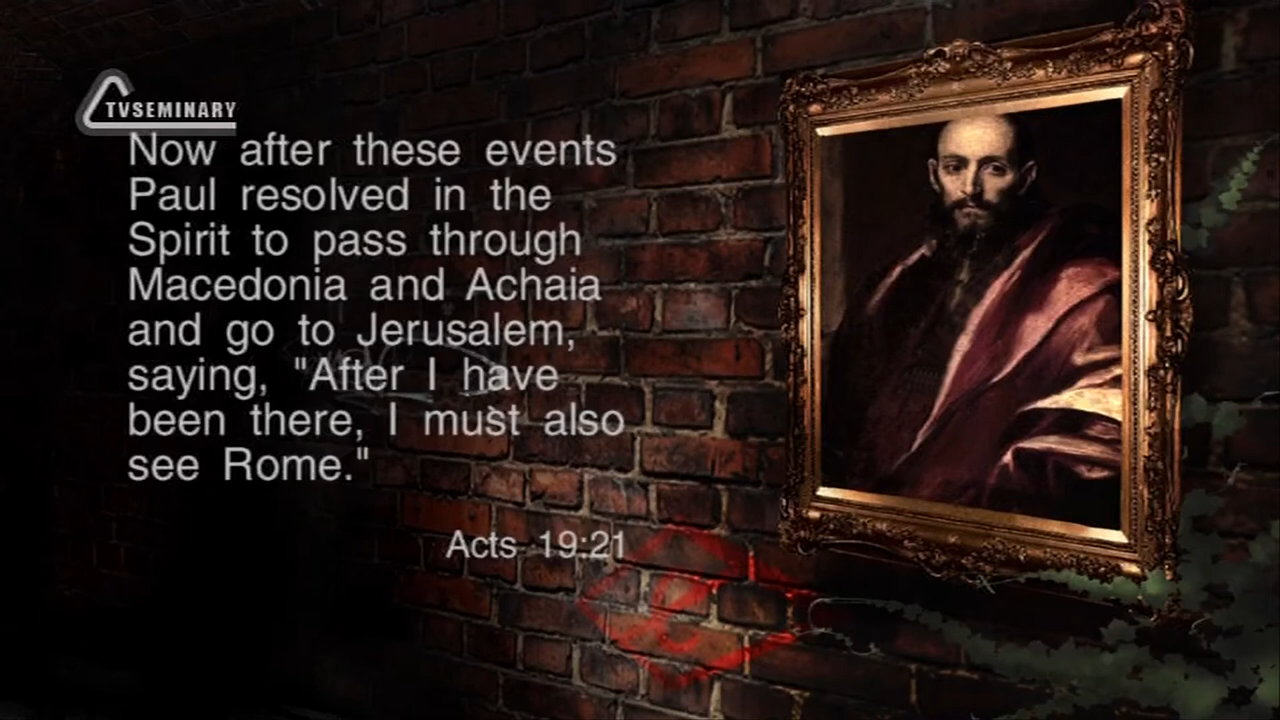 TVSEMINARY
Now after these events
Paul resolved in the
Spirit to pass through
Macedonia and Achaia
and go to Jerusalem,
saying, "After I have
been there, I must also
see Rome."
Acts 19:21